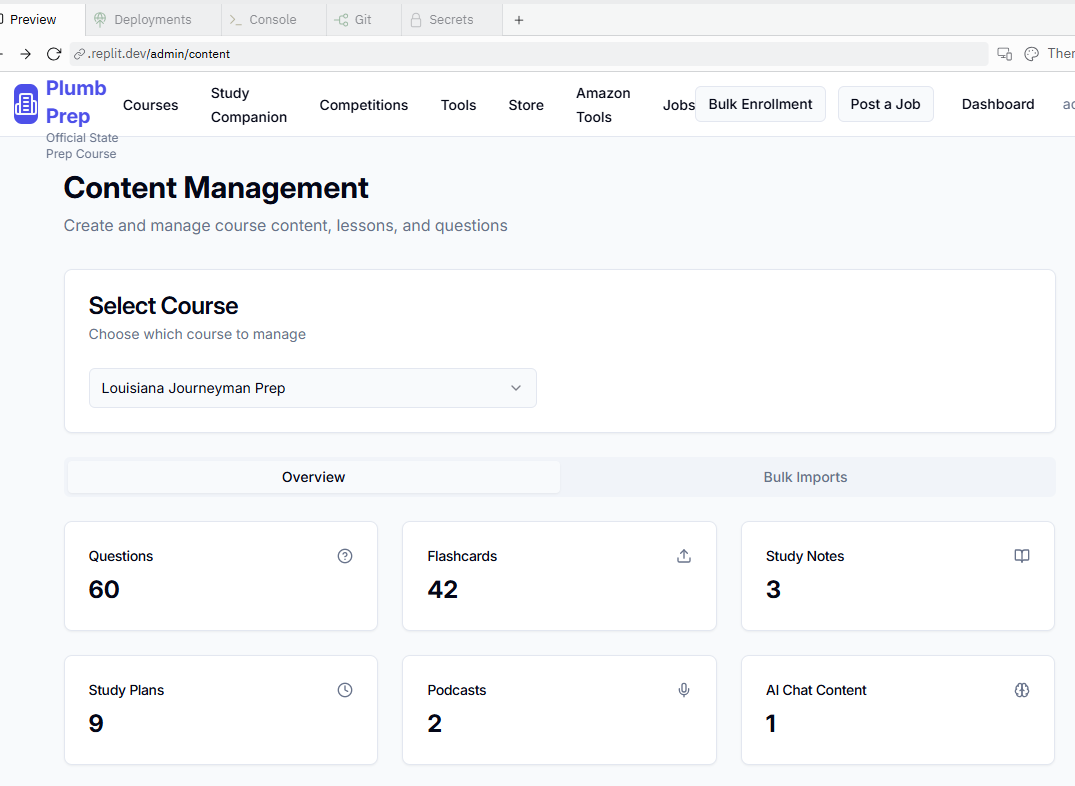 Preview
Deployments
Console
Git
Secrets
.replit.dev/admin/content
Plumb
Prep
Official State
Prep Course
Courses
Study
Companion
Competitions
Tools
Store
Amazon
Tools
Jobs
Bulk Enrollment
Post a Job
Dashboard
Content Management
Create and manage course content, lessons, and questions
Select Course
Choose which course to manage
Louisiana Journeyman Prep
Overview
Bulk Imports
Questions
60
Flashcards
42
Study Notes
3
Study Plans
9
Podcasts
2
AI Chat Content
1